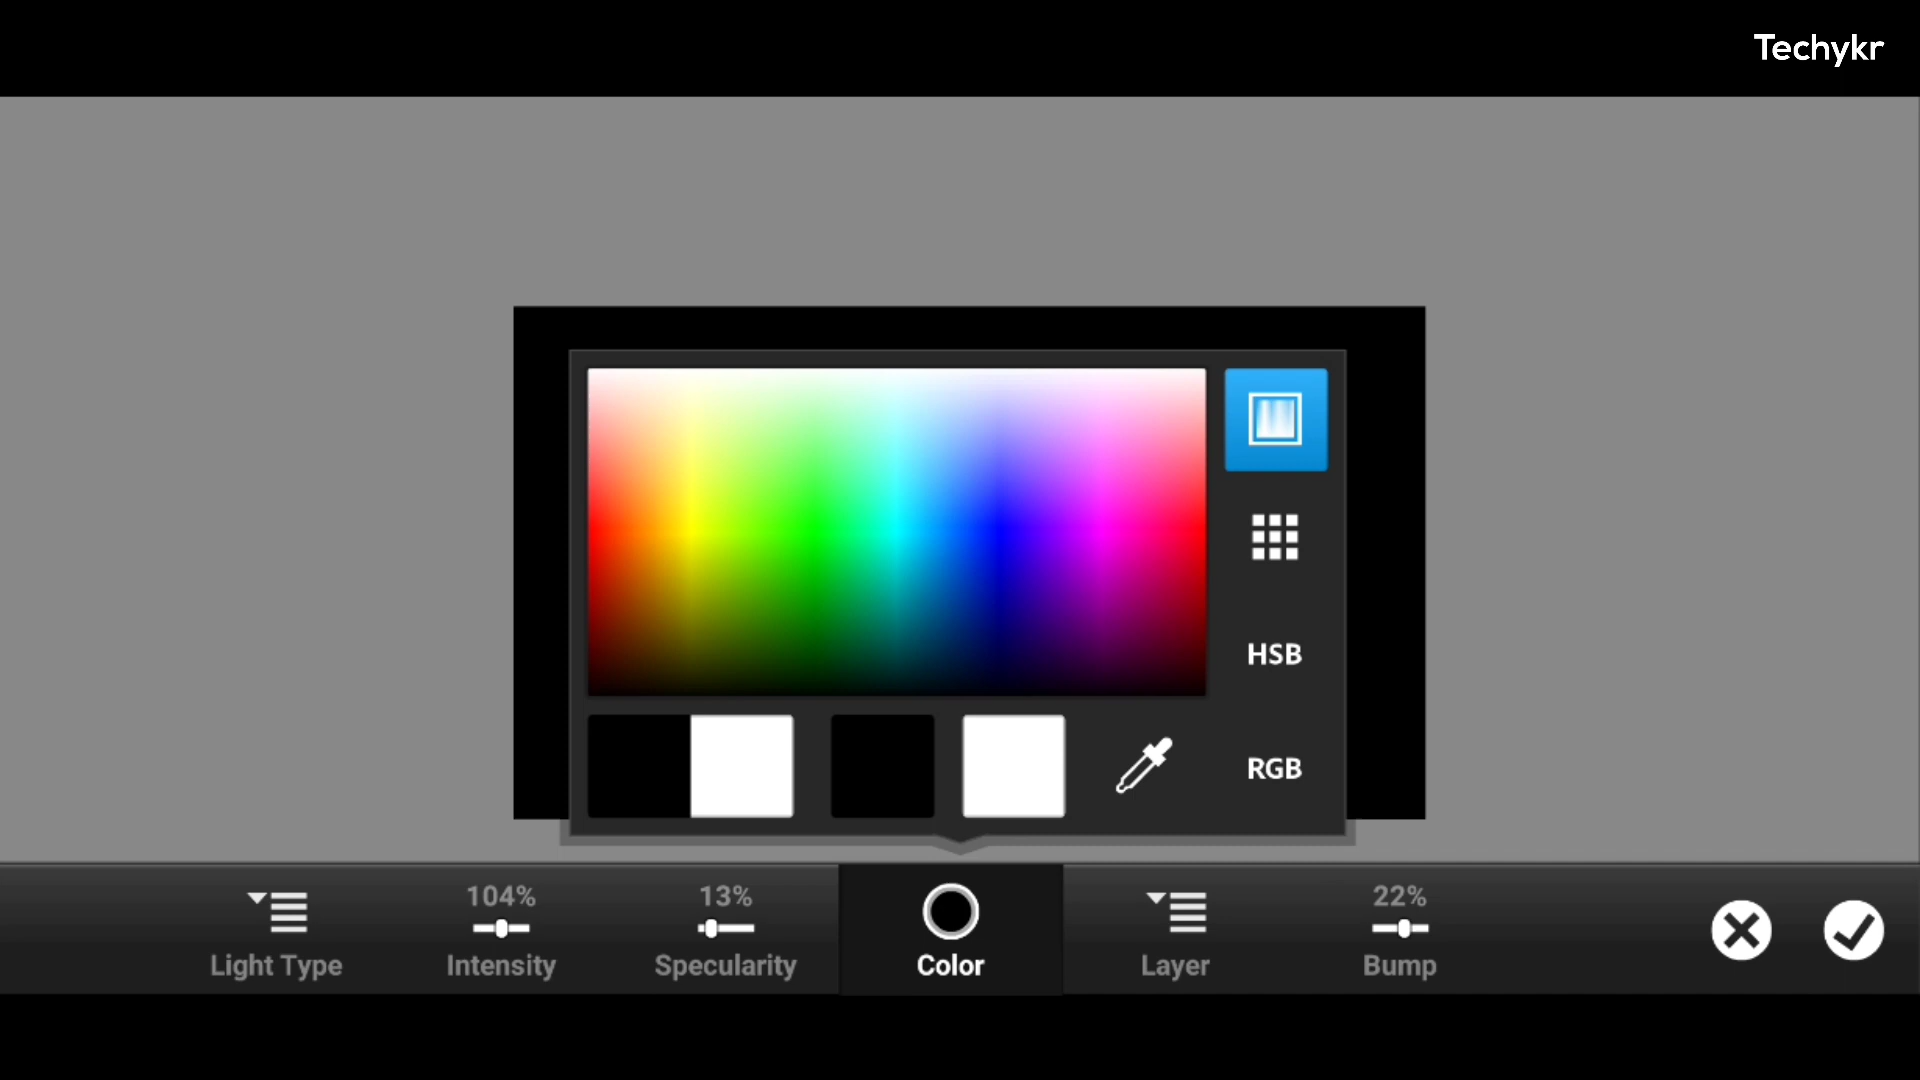 Techykr
HSB
RGB
104%
13%
22%
Light Type
Intensity
Specularity
Color
Layer
Bump